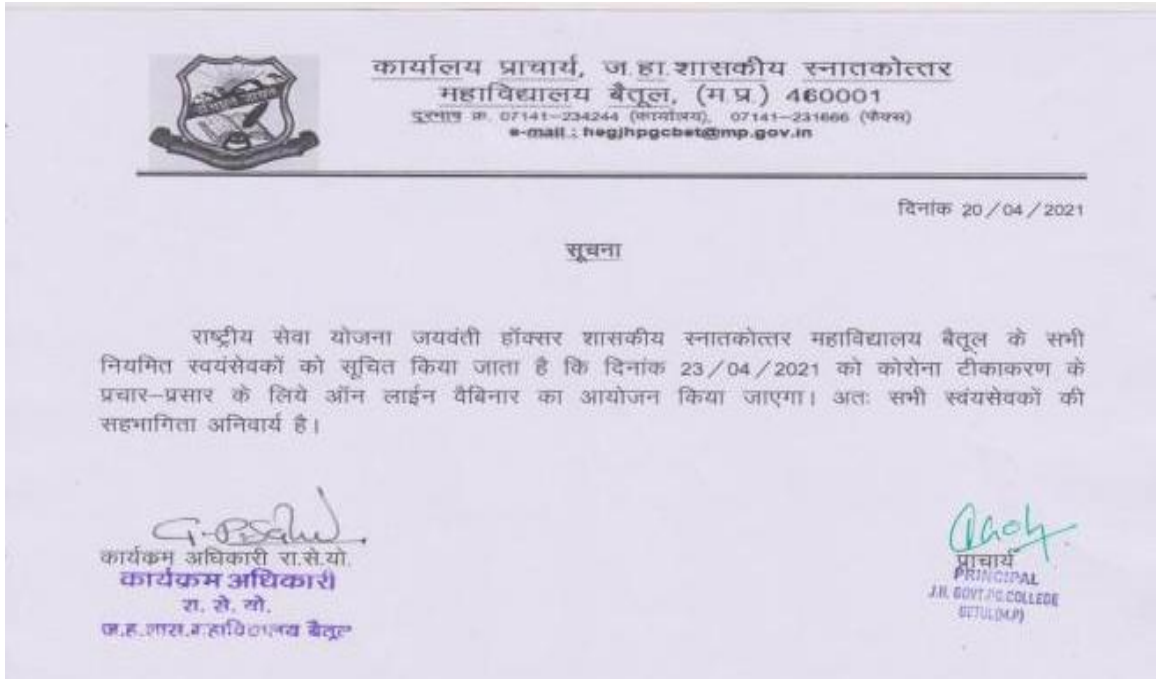 कार्यालय प्राचार्य, ज.हा.शासकीय स्नातकोत्तर
महाविद्यालय बैतूल, (म.प्र.) 460001
दूरभाष क्र. 07141–234244 (कार्यालय), 07141–231666 (फैक्स)
e-mail : hegjhpgcbet@mp.gov.in
दिनांक 20/04/2021
सूचना
राष्ट्रीय सेवा योजना जयवंती हॉक्सर शासकीय स्नातकोत्तर महाविद्यालय बैतूल के सभी
नियमित स्वयंसेवकों को सूचित किया जाता है कि दिनांक 23/04/2021 को कोरोना टीकाकरण के
प्रचार–प्रसार के लिये ऑन लाईन वैबिनार का आयोजन किया जाएगा। अतः सभी स्वंयसेवकों की
सहभागिता अनिवार्य है।
G.P. Sahu
कार्यक्रम अधिकारी रा.से.यो.
कार्यक्रम अधिकारी
रा. से. यो.
ज.ह.शास.महाविद्यालय बैतूल
प्राचार्य
PRINCIPAL
J.H. GOVT.PG.COLLEGE
BETUL(M.P)